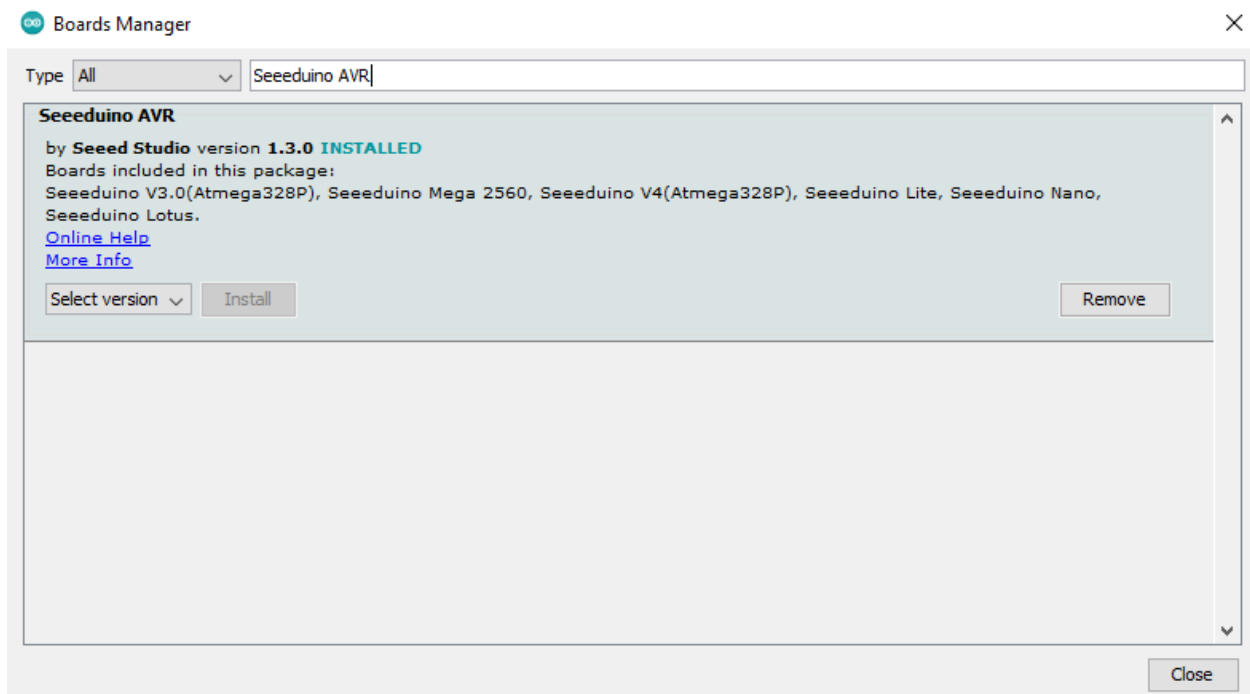 Boards Manager
Type All Seeeduino AVR
Seeeduino AVR
by Seeed Studio version 1.3.0 INSTALLED
Boards included in this package:
Seeeduino V3.0(Atmega328P), Seeeduino Mega 2560, Seeeduino V4(Atmega328P), Seeeduino Lite, Seeeduino Nano,
Seeeduino Lotus.
Online Help
More Info
Select version Install Remove
Close